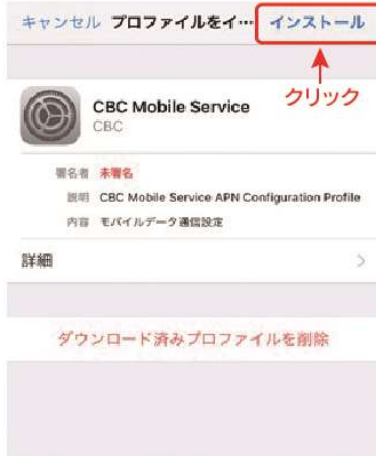 キャンセル プロファイルをイ… インストール
クリック
CBC Mobile Service
CBC
署名者 未署名
説明 CBC Mobile Service APN Configuration Profile
内容 モバイルデータ通信設定
詳細
ダウンロード済みプロファイルを削除